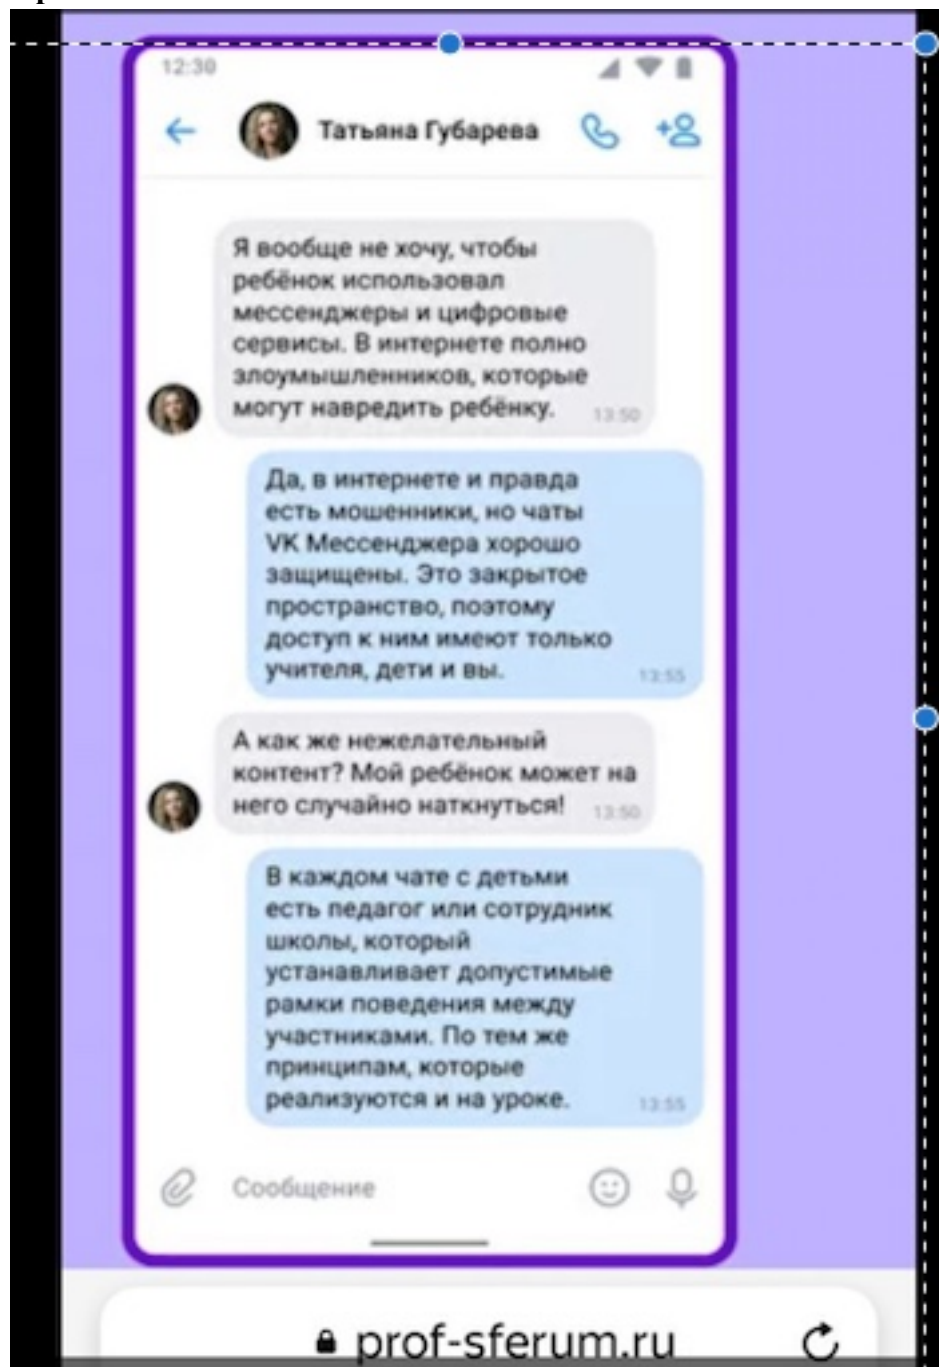 12:30
Татьяна Губарева
Я вообще не хочу, чтобы
ребёнок использовал
мессенджеры и цифровые
сервисы. В интернете полно
злоумышленников, которые
могут навредить ребёнку.
13:50
Да, в интернете и правда
есть мошенники, но чаты
VK Мессенджера хорошо
защищены. Это закрытое
пространство, поэтому
доступ к ним имеют только
учителя, дети и вы.
13:55
А как же нежелательный
контент? Мой ребёнок может на
него случайно наткнуться!
13:50
В каждом чате с детьми
есть педагог или сотрудник
школы, который
устанавливает допустимые
рамки поведения между
участниками. По тем же
принципам, которые
реализуются и на уроке.
13:55
Сообщение
prof-sferum.ru